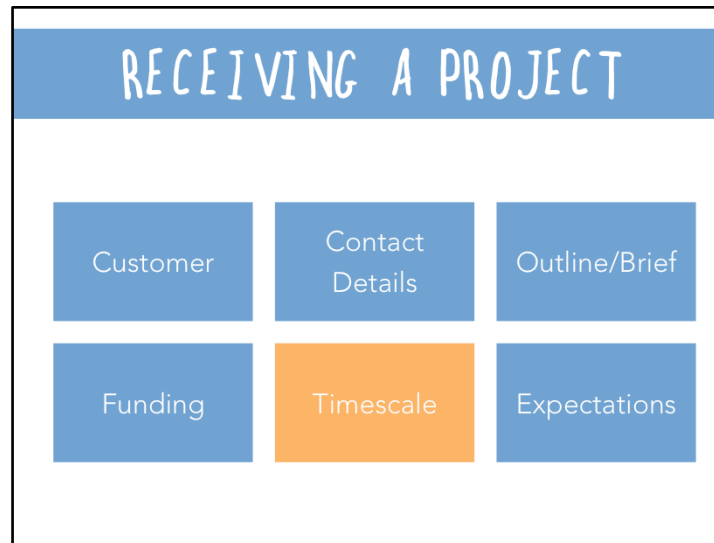 RECEIVING A PROJECT
Customer
Contact
Details
Outline/Brief
Funding
Timescale
Expectations